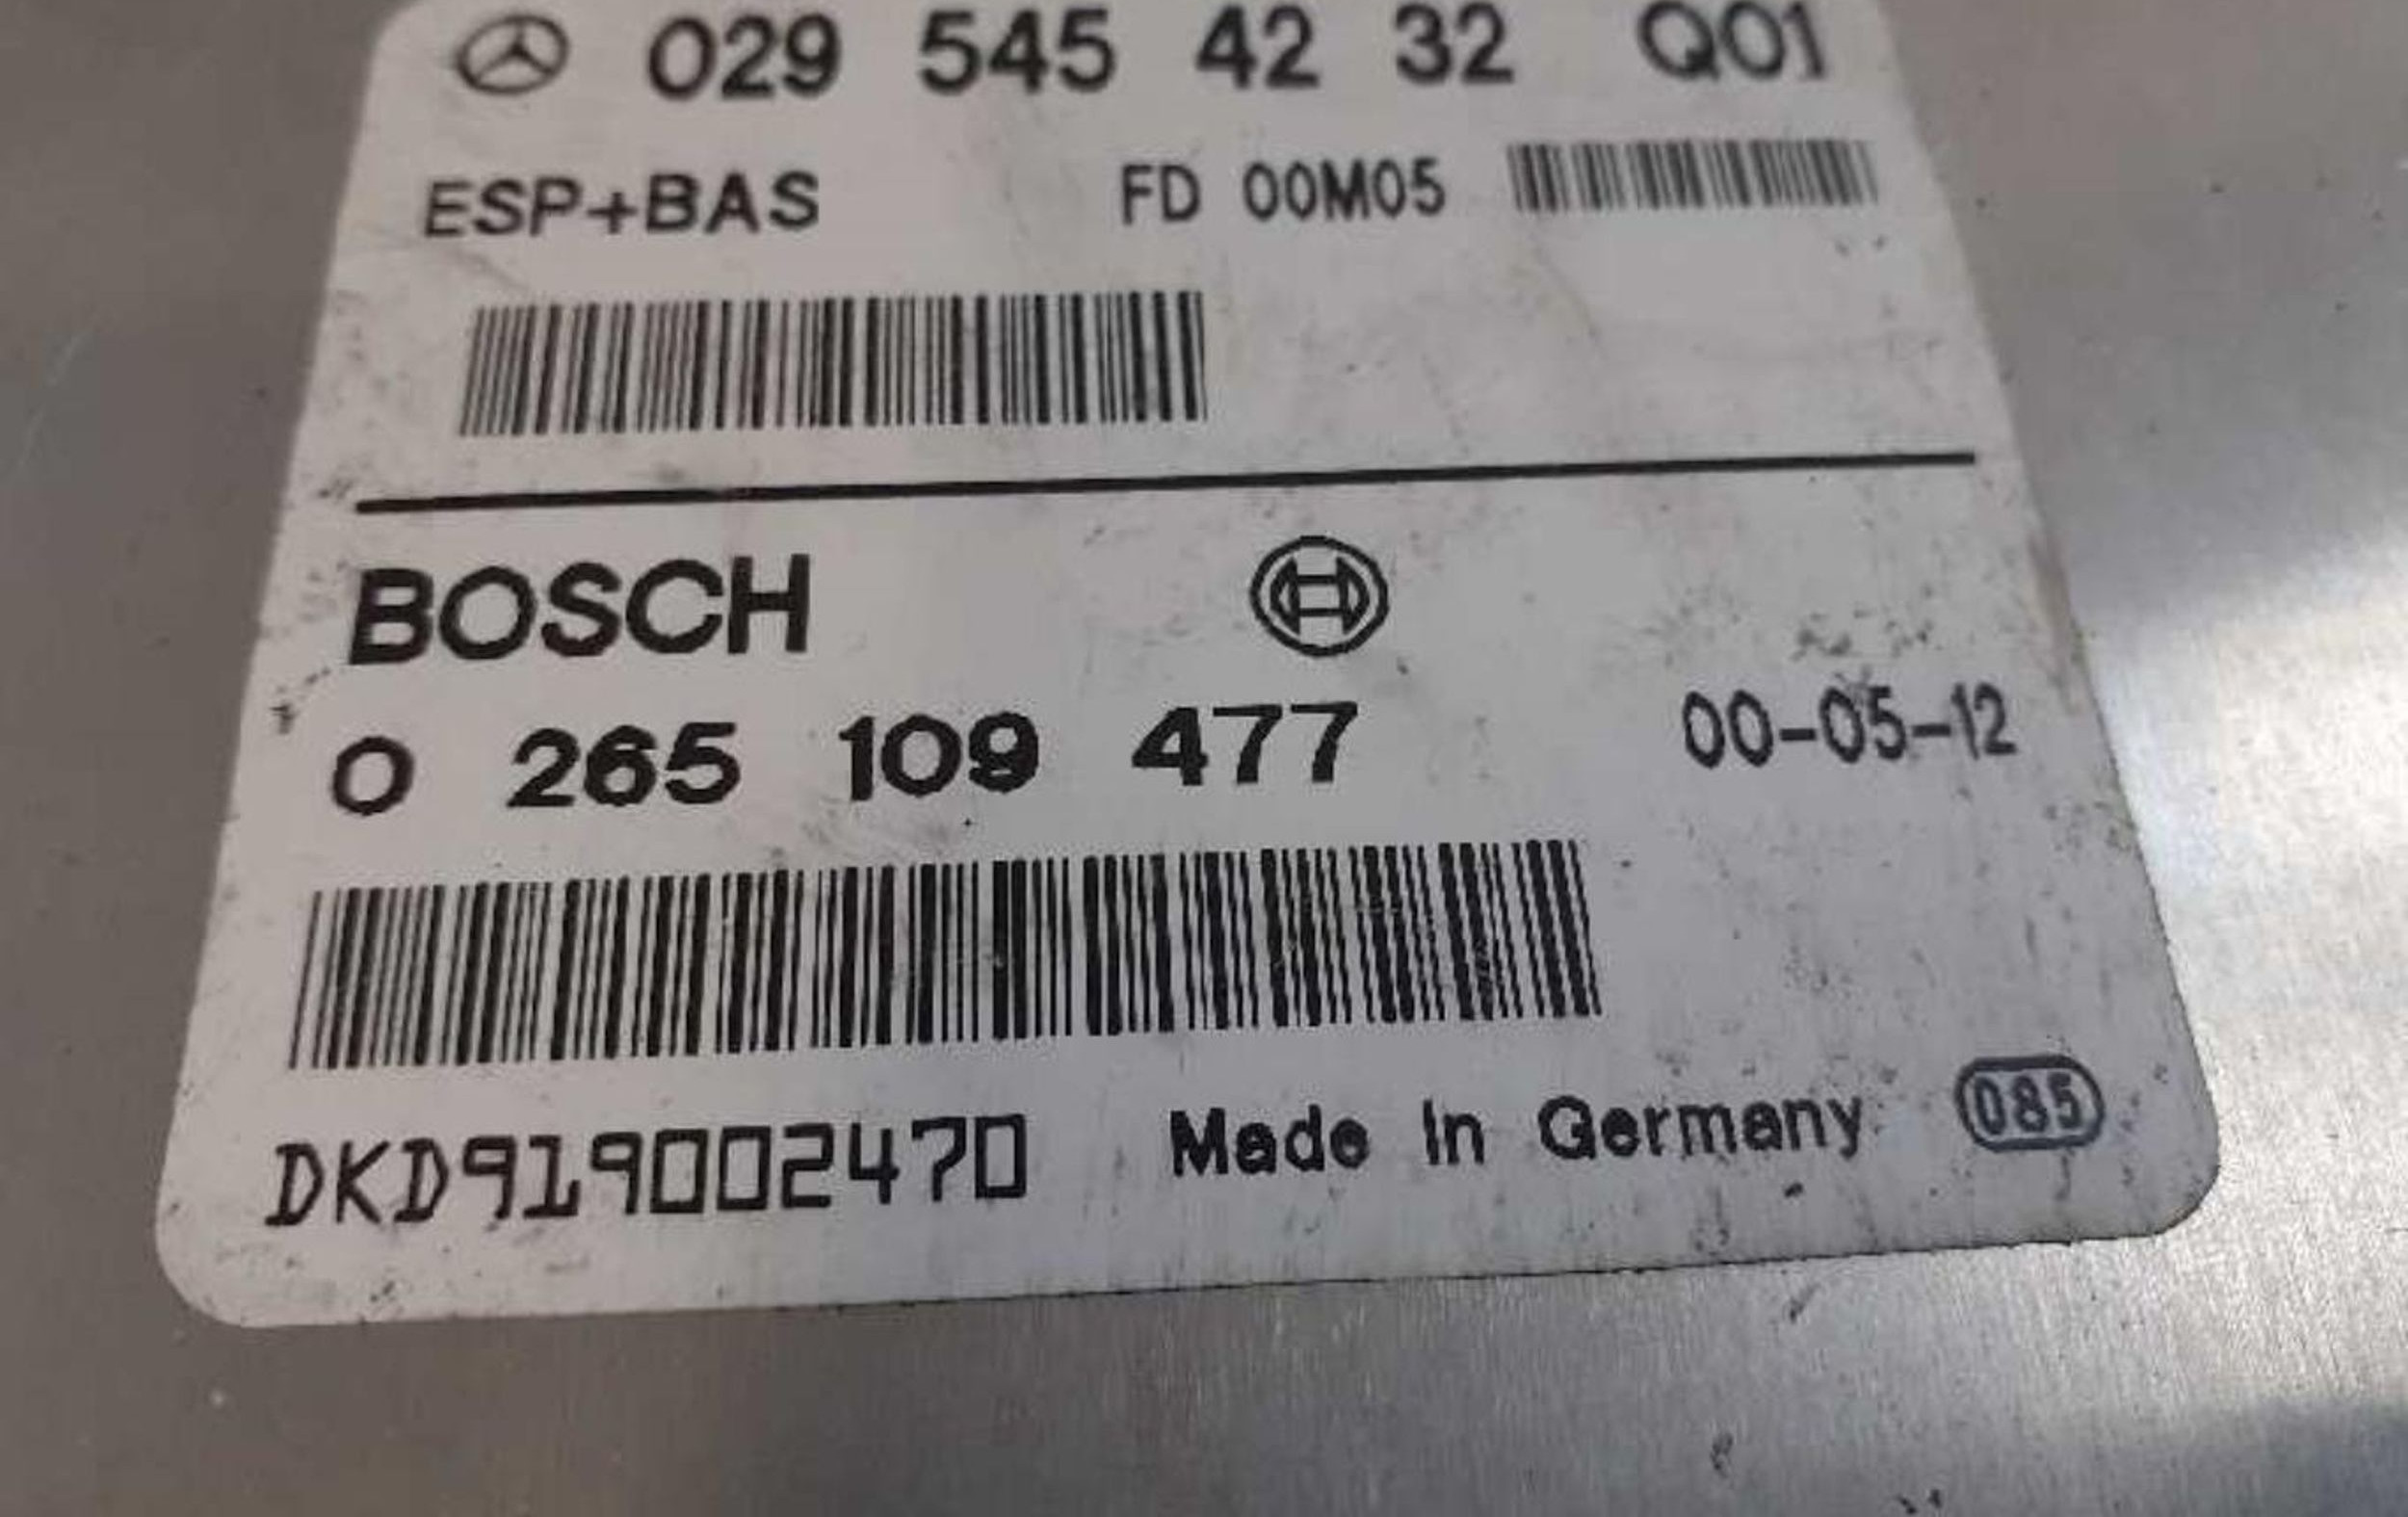 029 545 42 32 Q01
ESP+BAS FD 00M05
BOSCH
0 265 109 477 00-05-12
DKD919002470 Made In Germany 085